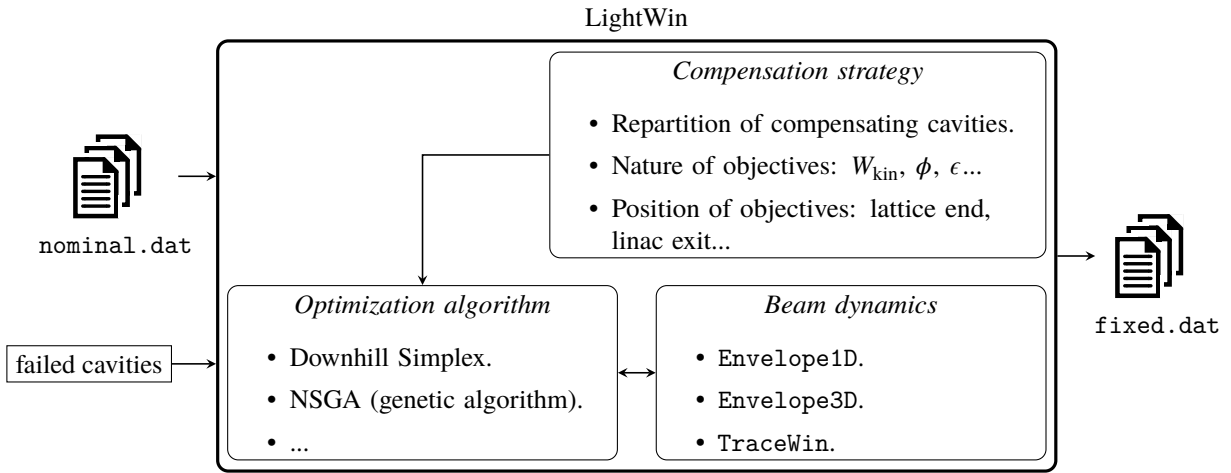 LightWin
Compensation strategy
• Repartition of compensating cavities.
• Nature of objectives: W_kin, ϕ, ϵ...
• Position of objectives: lattice end,
linac exit...
nominal.dat
fixed.dat
failed cavities
Optimization algorithm
• Downhill Simplex.
• NSGA (genetic algorithm).
• ...
Beam dynamics
• Envelope1D.
• Envelope3D.
• TraceWin.